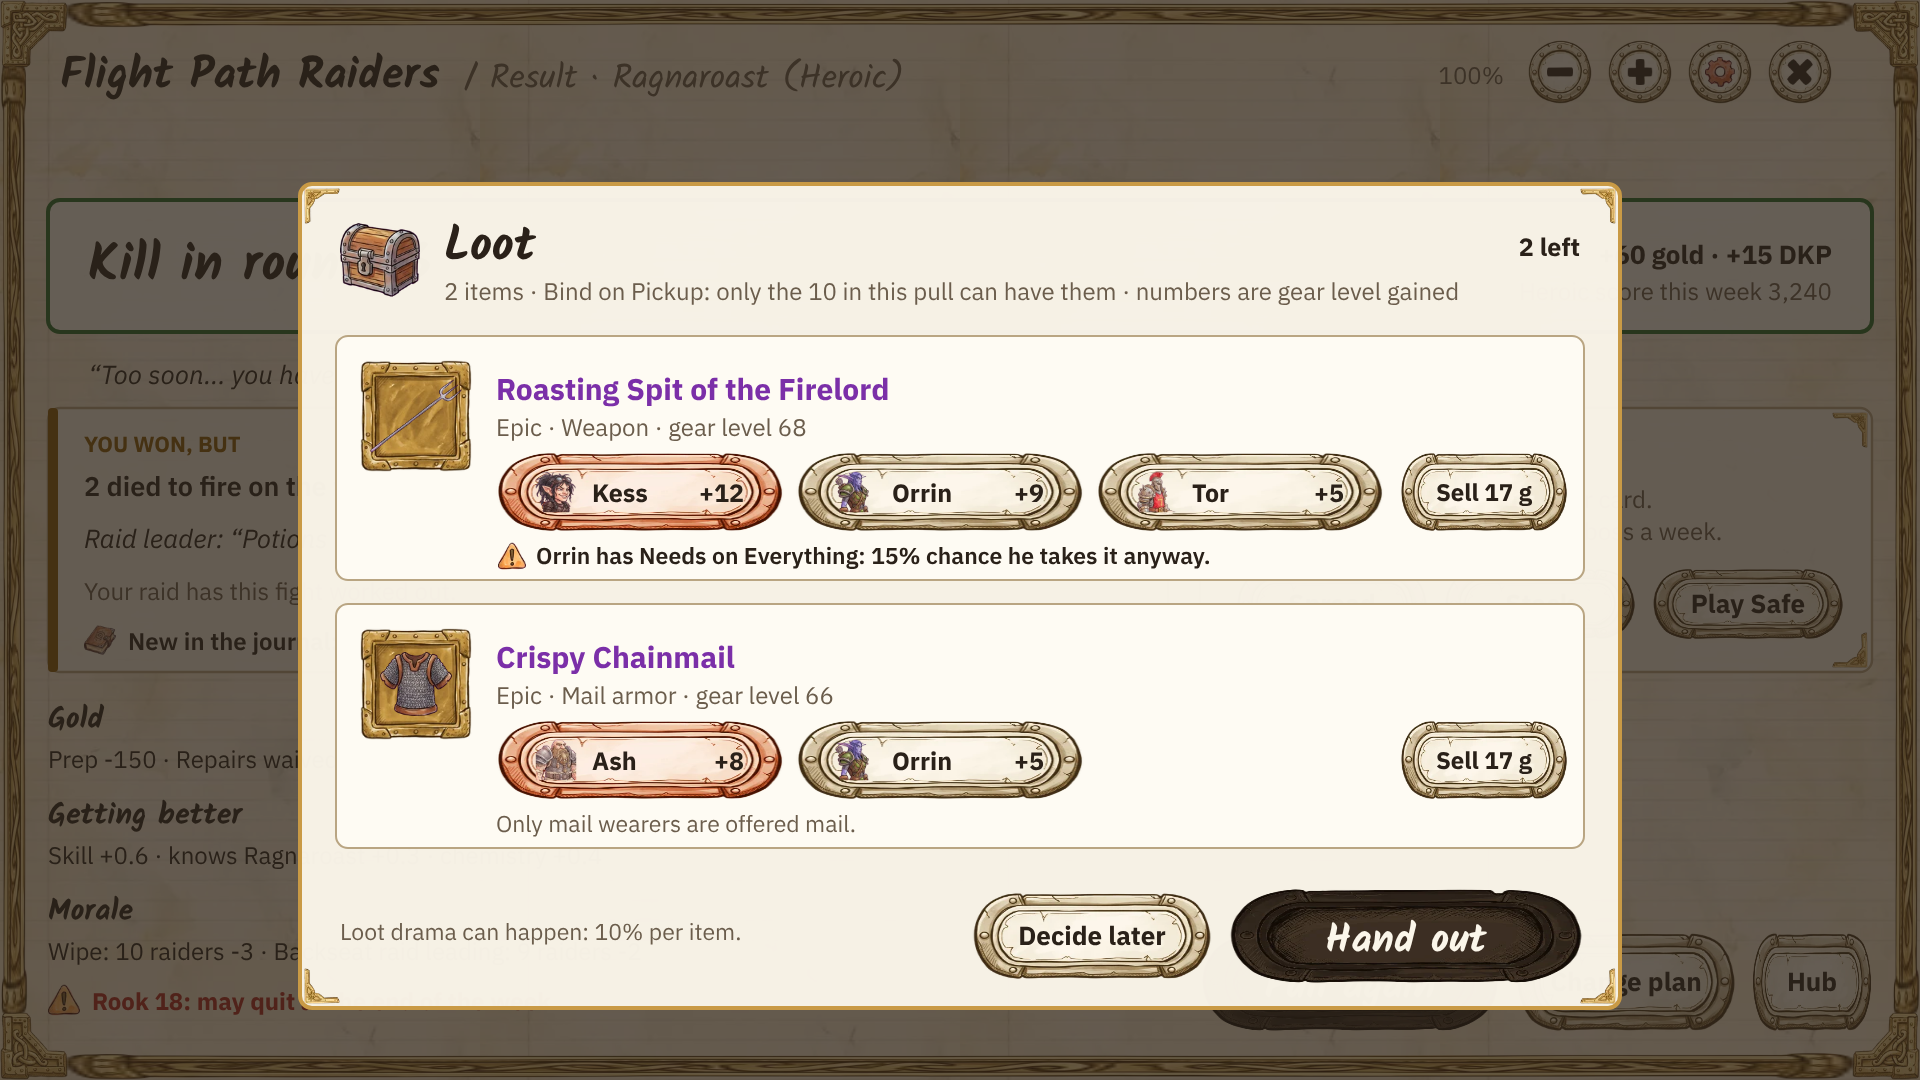 Flight Path Raiders / Result · Ragnaroast (Heroic)
100%
Kill in rou
60 gold · +15 DKP
ore this week 3,240
“Too soon... you ha
YOU WON, BUT
2 died to fire on t
Raid leader: “Potio
Your raid has this fig
New in the jour
rd.
s a week.
Play Safe
Gold
Prep -150 · Repairs wai
Getting better
Skill +0.6 · knows Ragn
Morale
Wipe: 10 raiders -3 · Ba
Rook 18: may quit
ge plan
Hub
Loot
2 left
2 items · Bind on Pickup: only the 10 in this pull can have them · numbers are gear level gained
Roasting Spit of the Firelord
Epic · Weapon · gear level 68
Kess +12
Orrin +9
Tor +5
Sell 17 g
Orrin has Needs on Everything: 15% chance he takes it anyway.
Crispy Chainmail
Epic · Mail armor · gear level 66
Ash +8
Orrin +5
Sell 17 g
Only mail wearers are offered mail.
Loot drama can happen: 10% per item.
Decide later
Hand out